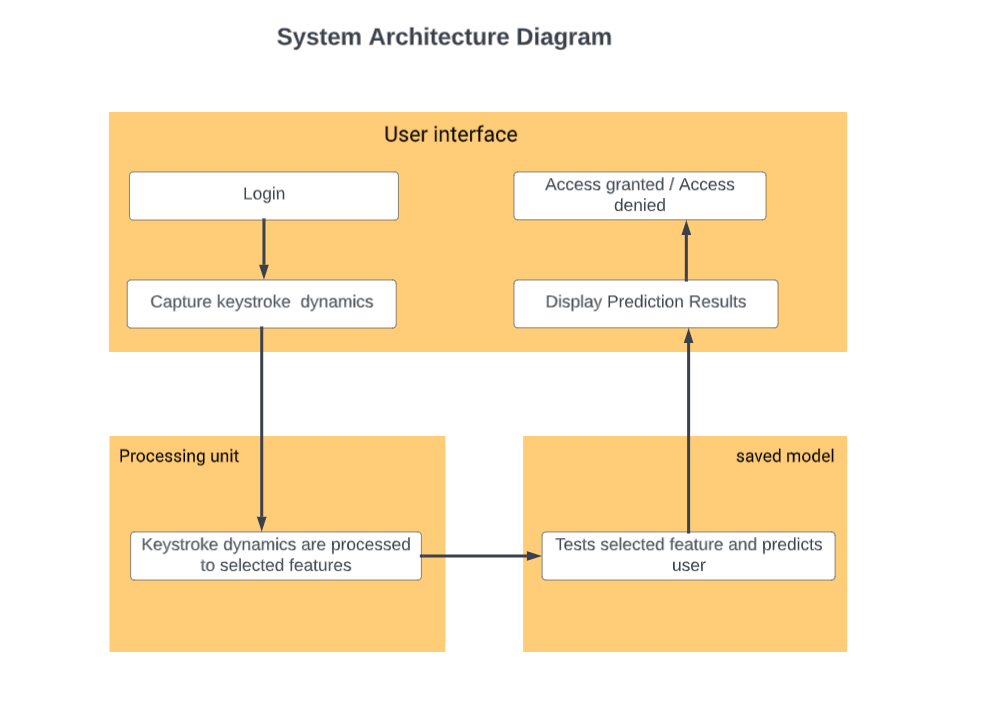 System Architecture Diagram
User interface
Login
Access granted / Access
denied
Capture keystroke  dynamics
Display Prediction Results
Processing unit
saved model
Keystroke dynamics are processed
to selected features
Tests selected feature and predicts
user